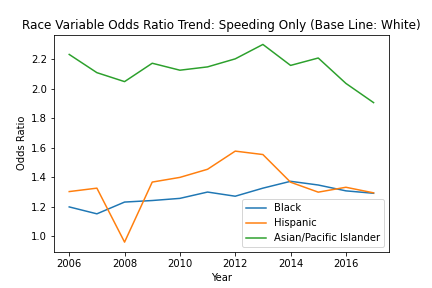 Race Variable Odds Ratio Trend: Speeding Only (Base Line: White)
2.2
2.0
1.8
1.6
1.4
1.2
1.0
Odds Ratio
Black
Hispanic
Asian/Pacific Islander
2006 2008 2010 2012 2014 2016
Year